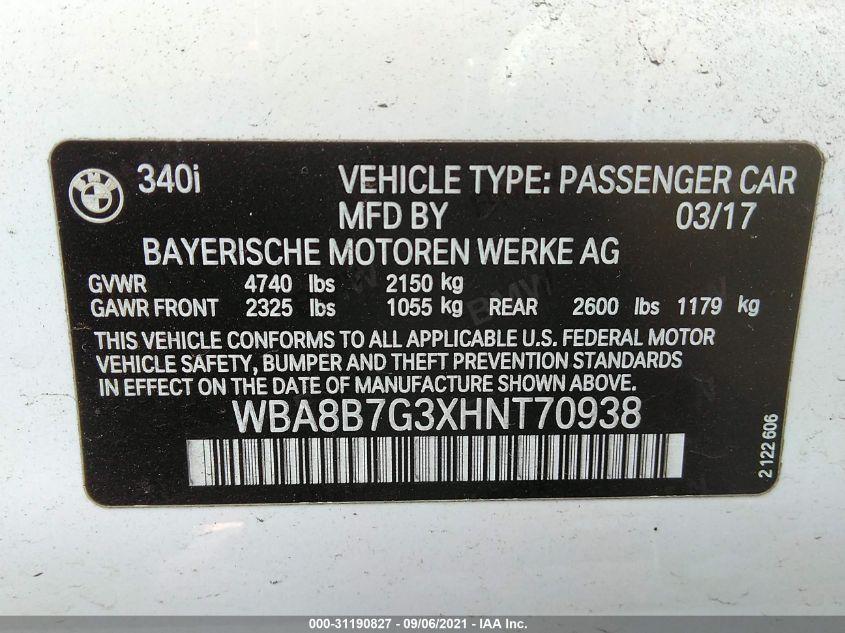 340i VEHICLE TYPE: PASSENGER CAR
MFD BY 03/17
BAYERISCHE MOTOREN WERKE AG
GVWR 4740 lbs 2150 kg
GAWR FRONT 2325 lbs 1055 kg REAR 2600 lbs 1179 kg
THIS VEHICLE CONFORMS TO ALL APPLICABLE U.S. FEDERAL MOTOR
VEHICLE SAFETY, BUMPER AND THEFT PREVENTION STANDARDS
IN EFFECT ON THE DATE OF MANUFACTURE SHOWN ABOVE.
WBA8B7G3XHNT70938
2 122 606
000-31190827 - 09/06/2021 - IAA, Inc.